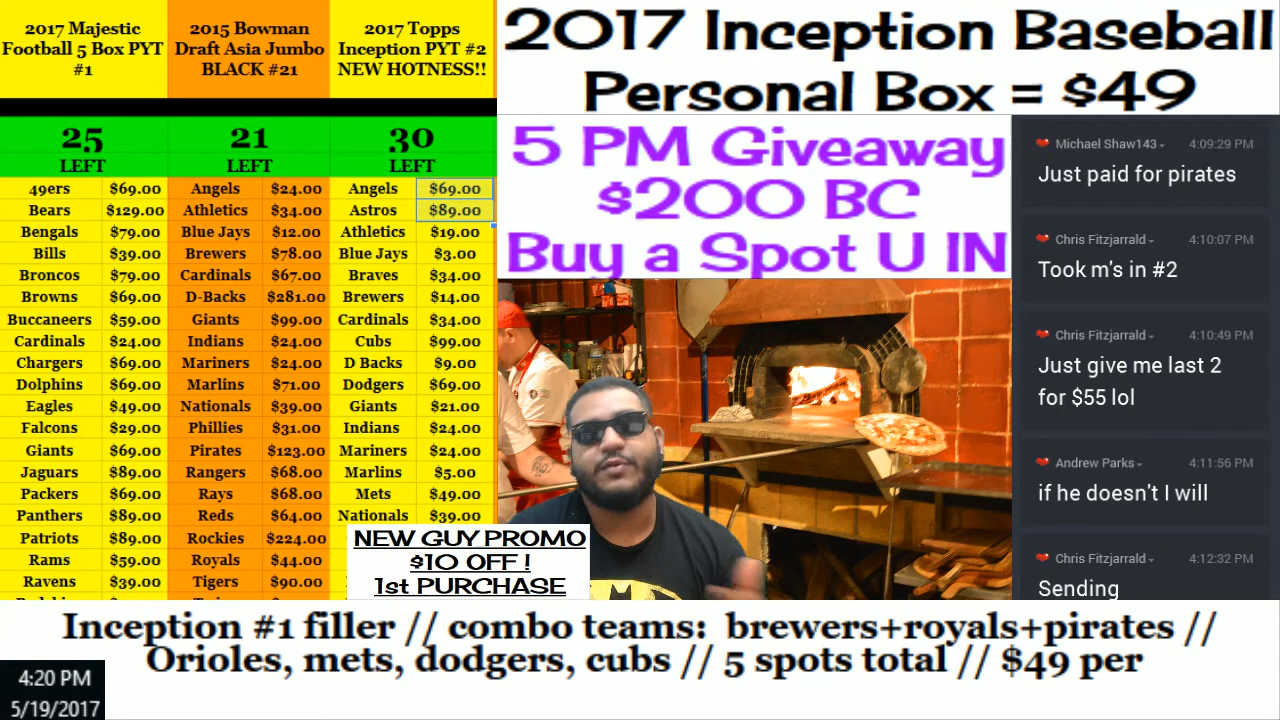 2017 Majestic
Football 5 Box PYT
#1
2015 Bowman
Draft Asia Jumbo
BLACK #21
2017 Topps
Inception PYT #2
NEW HOTNESS!!
25 21 30
LEFT LEFT LEFT
49ers $69.00 Angels $24.00 Angels $69.00
Bears $129.00 Athletics $34.00 Astros $89.00
Bengals $79.00 Blue Jays $12.00 Athletics $19.00
Bills $39.00 Brewers $78.00 Blue Jays $3.00
Broncos $79.00 Cardinals $67.00 Braves $34.00
Browns $69.00 D-Backs $281.00 Brewers $14.00
Buccaneers $59.00 Giants $99.00 Cardinals $34.00
Cardinals $24.00 Indians $24.00 Cubs $99.00
Chargers $69.00 Mariners $24.00 D Backs $9.00
Dolphins $69.00 Marlins $71.00 Dodgers $69.00
Eagles $49.00 Nationals $39.00 Giants $21.00
Falcons $29.00 Phillies $31.00 Indians $24.00
Giants $69.00 Pirates $123.00 Mariners $24.00
Jaguars $89.00 Rangers $68.00 Marlins $5.00
Packers $69.00 Rays $68.00 Mets $49.00
Panthers $89.00 Reds $64.00 Nationals $39.00
Patriots $89.00 Rockies $224.00
Rams $59.00 Royals $44.00
Ravens $39.00 Tigers $90.00
NEW GUY PROMO
$10 OFF !
1st PURCHASE
2017 Inception Baseball
Personal Box = $49
5 PM Giveaway
$200 BC
Buy a Spot U IN
Michael Shaw143 4:09:29 PM
Just paid for pirates
Chris Fitzjarrald 4:10:07 PM
Took m's in #2
Chris Fitzjarrald 4:10:49 PM
Just give me last 2
for $55 lol
Andrew Parks 4:11:56 PM
if he doesn't I will
Chris Fitzjarrald 4:12:32 PM
Sending
Inception #1 filler // combo teams: brewers+royals+pirates //
Orioles, mets, dodgers, cubs // 5 spots total // $49 per
4:20 PM
5/19/2017